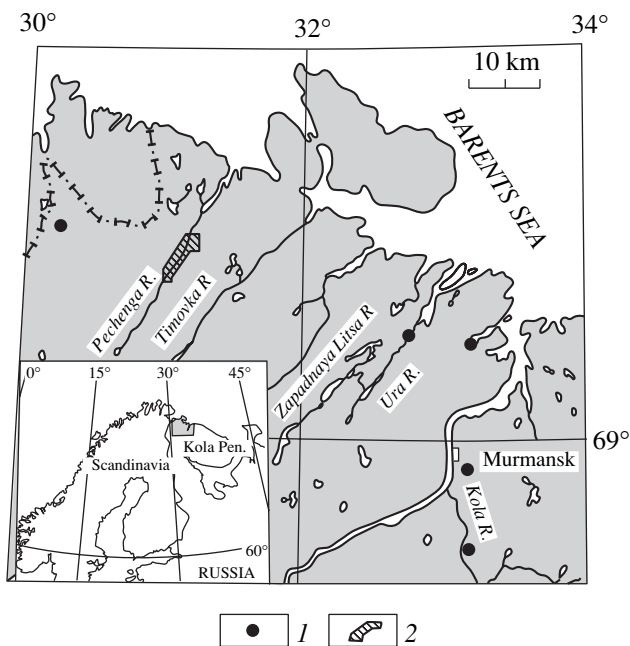 30°
32°
34°
10 km
BARENTS SEA
Pechenga R.
Timovka R
Zapadnaya Litsa R
Ura R.
69°
Murmansk
Kola R.
0°
15°
30°
45°
Kola Pen.
Scandinavia
60°
RUSSIA
1
2